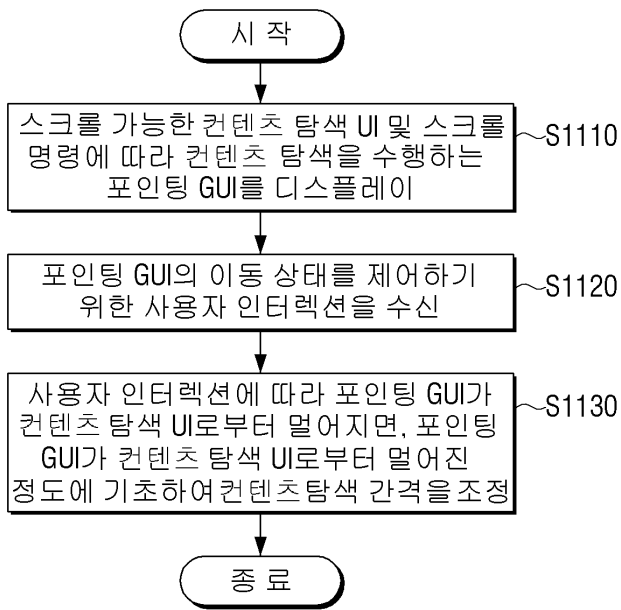 시 작
스크롤 가능한 컨텐츠 탐색 UI 및 스크롤
명령에 따라 컨텐츠 탐색을 수행하는
포인팅 GUI를 디스플레이
S1110
포인팅 GUI의 이동 상태를 제어하기
위한 사용자 인터렉션을 수신
S1120
사용자 인터렉션에 따라 포인팅 GUI가
컨텐츠 탐색 UI로부터 멀어지면, 포인팅
GUI가 컨텐츠 탐색 UI로부터 멀어진
정도에 기초하여 컨텐츠 탐색 간격을 조정
S1130
종 료